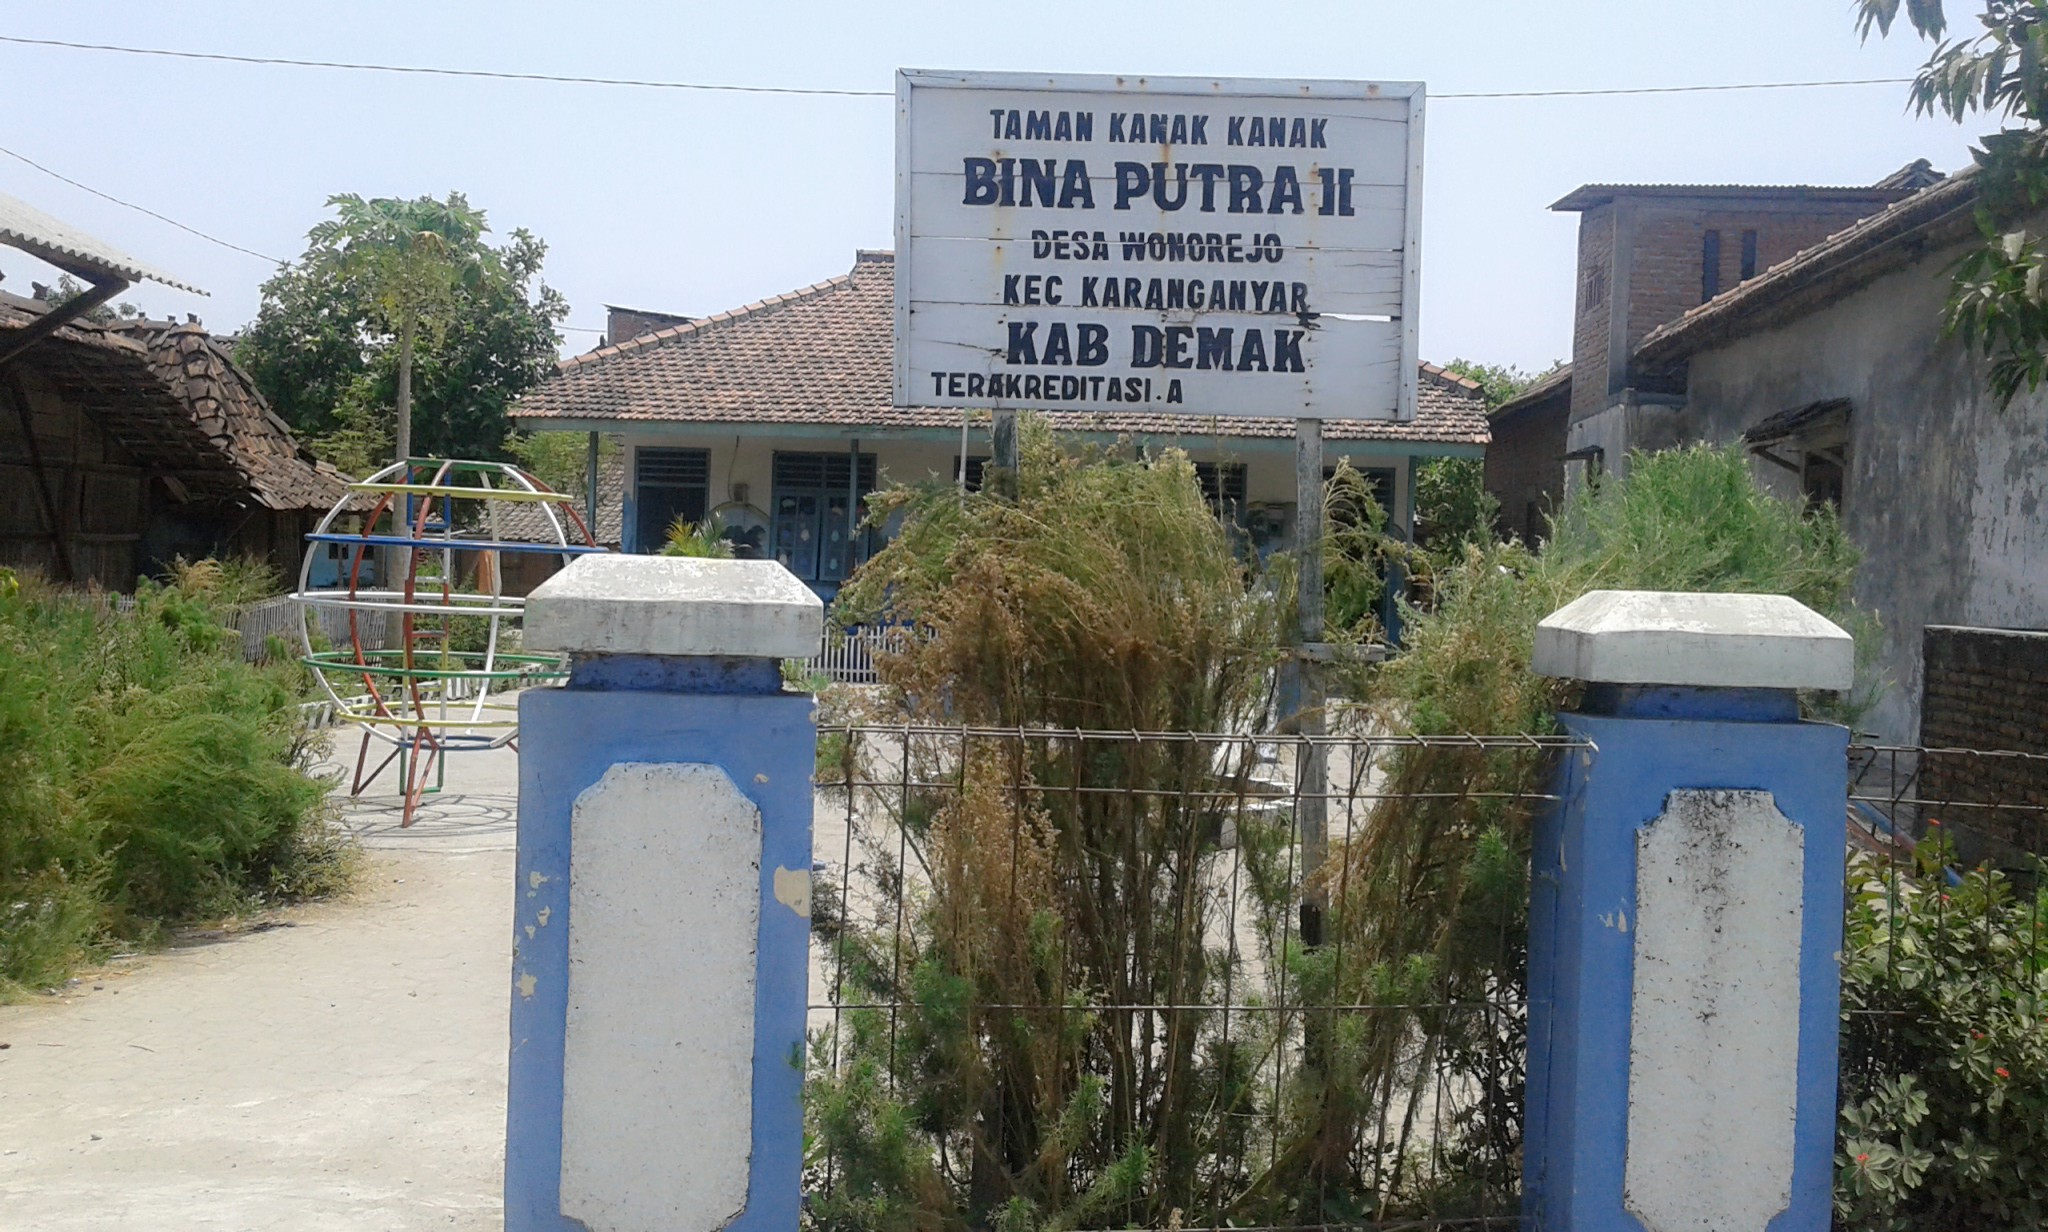 TAMAN KANAK KANAK
BINA PUTRA II
DESA WONOREJO
KEC KARANGANYAR
KAB DEMAK
TERAKREDITASI.A